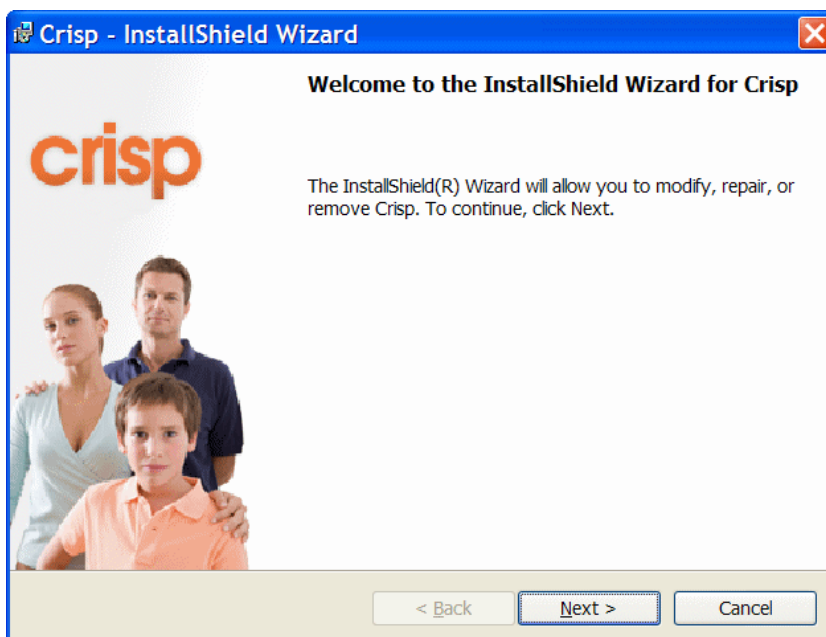 Crisp - InstallShield Wizard
Welcome to the InstallShield Wizard for Crisp
crisp
The InstallShield(R) Wizard will allow you to modify, repair, or
remove Crisp. To continue, click Next.
< Back
Next >
Cancel